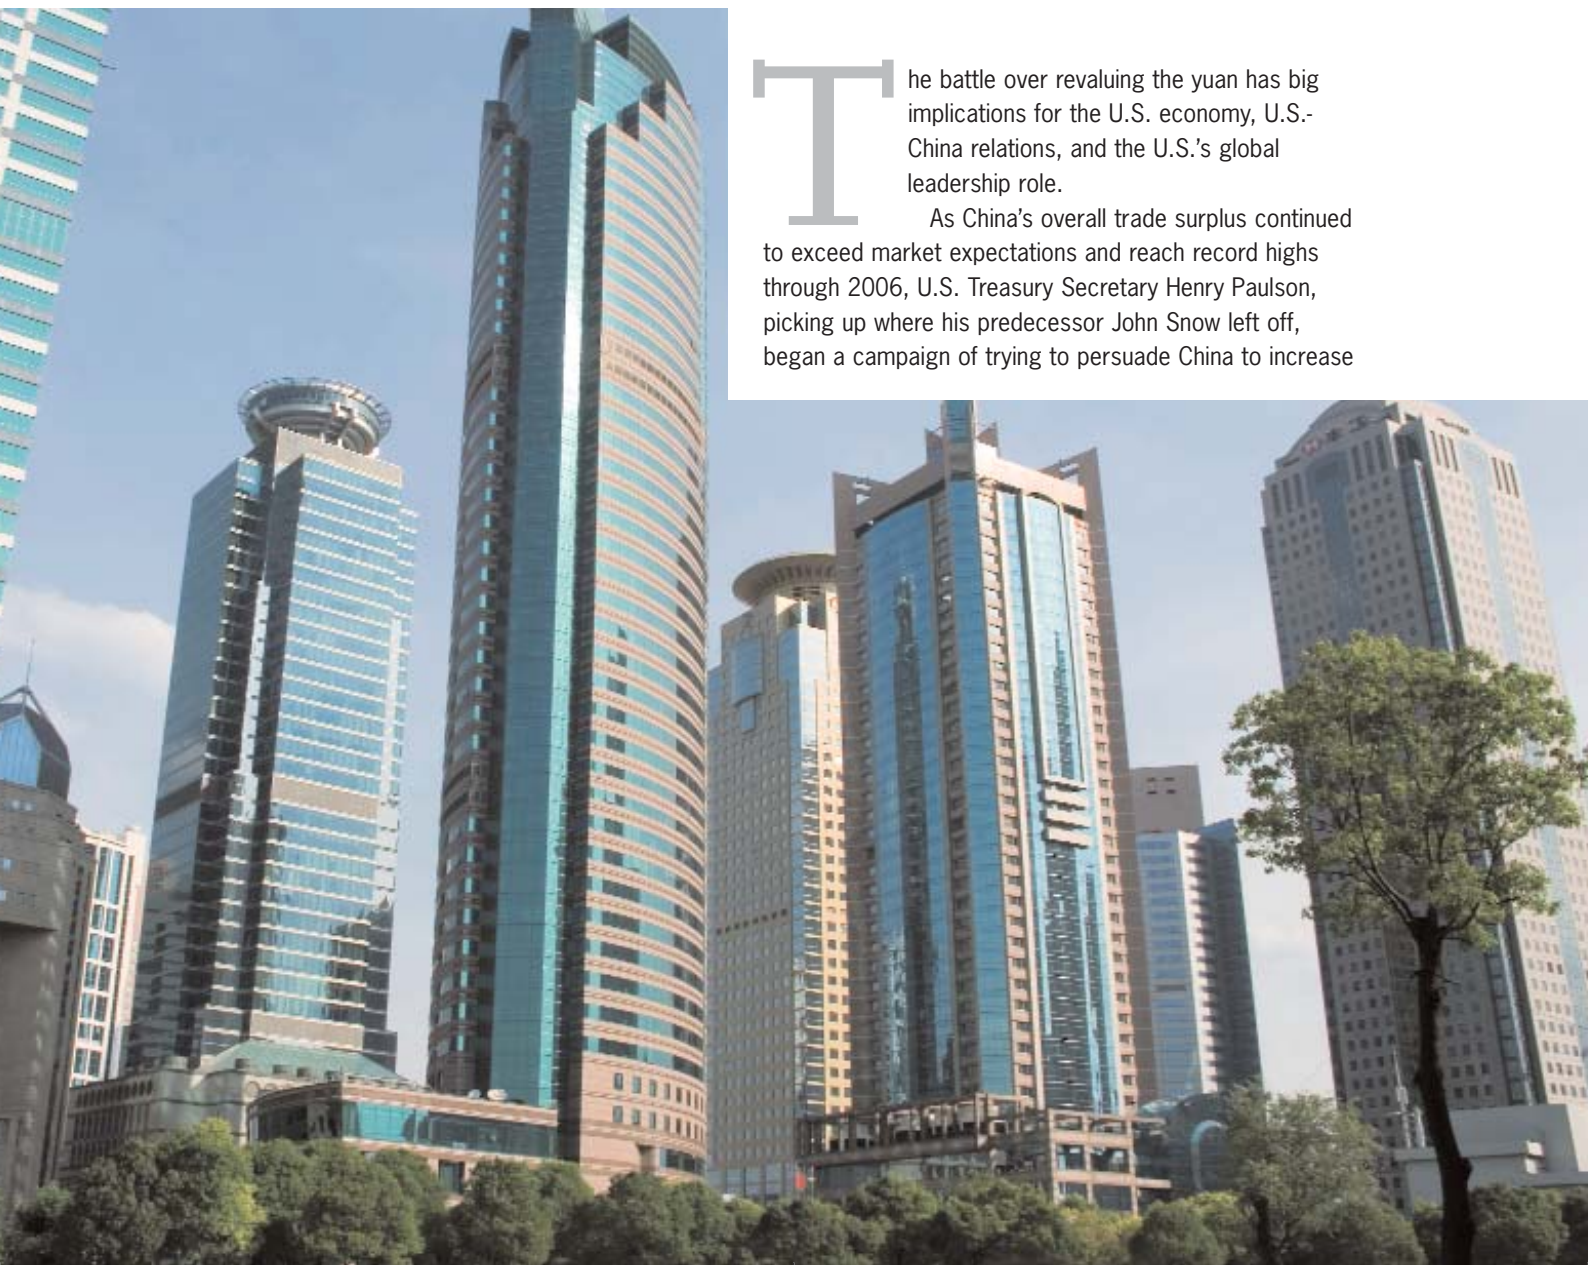 The battle over revaluing the yuan has big
implications for the U.S. economy, U.S.-
China relations, and the U.S.'s global
leadership role.
As China's overall trade surplus continued
to exceed market expectations and reach record highs
through 2006, U.S. Treasury Secretary Henry Paulson,
picking up where his predecessor John Snow left off,
began a campaign of trying to persuade China to increase